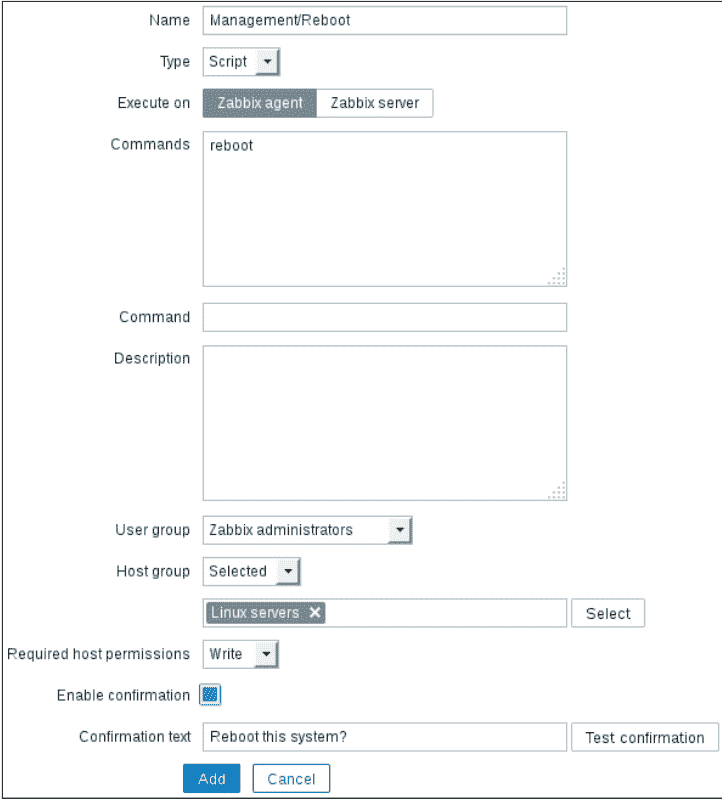 Name Management/Reboot
Type Script
Execute on Zabbix agent Zabbix server
Commands reboot
Command
Description
User group Zabbix administrators
Host group Selected
Linux servers Select
Required host permissions Write
Enable confirmation
Confirmation text Reboot this system? Test confirmation
Add Cancel